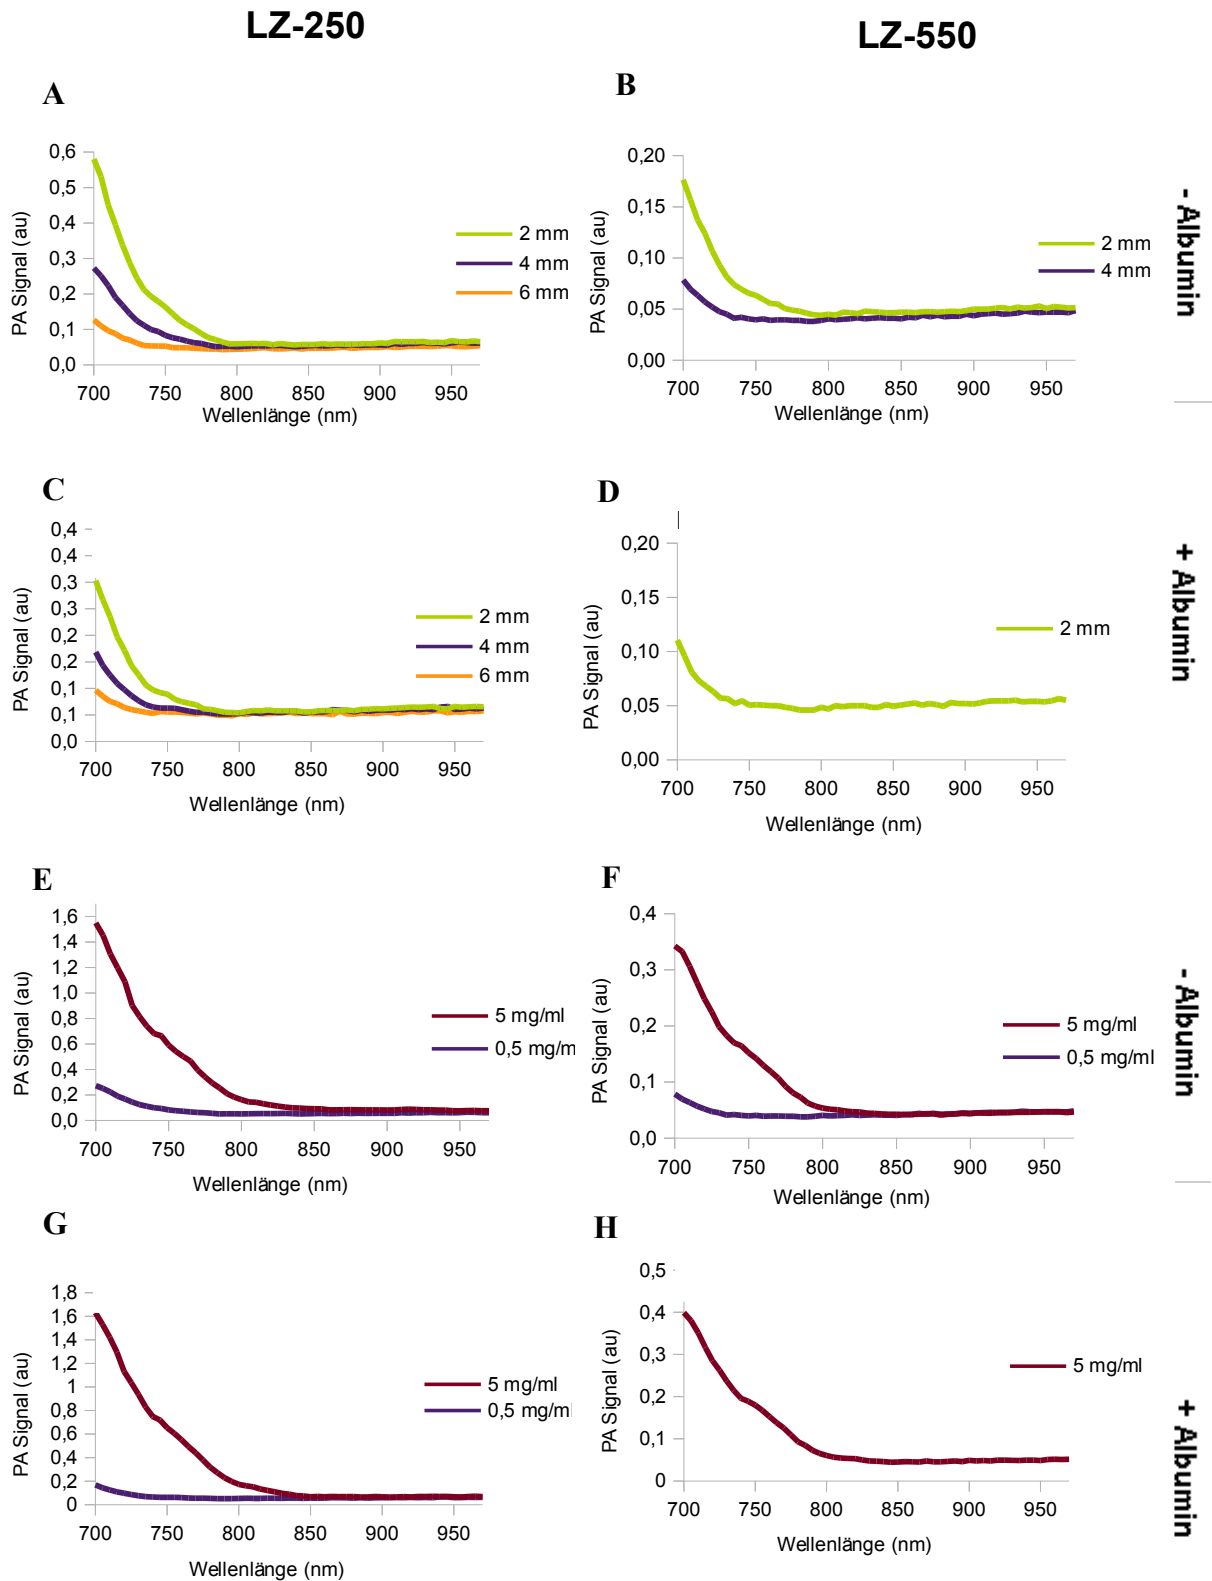 LZ-250
LZ-550
A
0,6
0,5
0,4
0,3
0,2
0,1
0,0
PA Signal (au)
2 mm
4 mm
6 mm
700 750 800 850 900 950
Wellenlänge (nm)
B
0,20
0,15
0,10
0,05
0,00
PA Signal (au)
2 mm
4 mm
700 750 800 850 900 950
Wellenlänge (nm)
- Albumin
C
0,4
0,4
0,3
0,3
0,2
0,2
0,1
0,1
0,0
PA Signal (au)
2 mm
4 mm
6 mm
700 750 800 850 900 950
Wellenlänge (nm)
D
0,20
0,15
0,10
0,05
0,00
PA Signal (au)
2 mm
700 750 800 850 900 950
Wellenlänge (nm)
+ Albumin
E
1,6
1,4
1,2
1,0
0,8
0,6
0,4
0,2
0,0
PA Signal (au)
5 mg/ml
0,5 mg/m
700 750 800 850 900 950
Wellenlänge (nm)
F
0,4
0,3
0,2
0,1
0,0
PA Signal (au)
5 mg/ml
0,5 mg/ml
700 750 800 850 900 950
Wellenlänge (nm)
- Albumin
G
1,8
1,6
1,4
1,2
1
0,8
0,6
0,4
0,2
0
PA Signal (au)
5 mg/ml
0,5 mg/ml
700 750 800 850 900 950
Wellenlänge (nm)
H
0,5
0,4
0,3
0,2
0,1
0
PA Signal (au)
5 mg/ml
700 750 800 850 900 950
Wellenlänge (nm)
+ Albumin